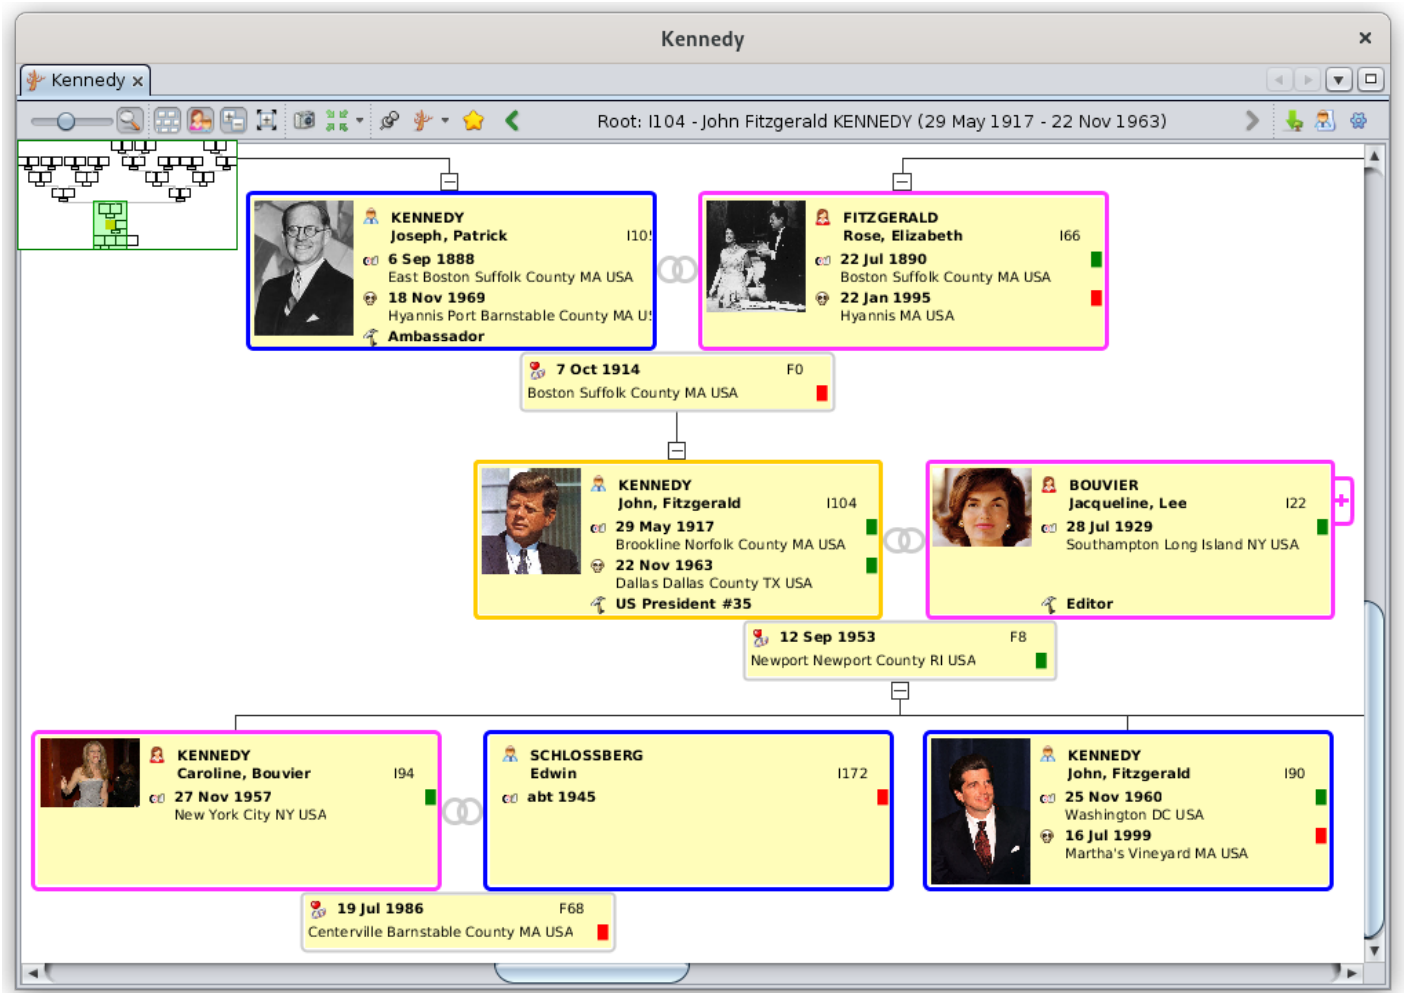 Kennedy
Kennedy
Root: I104 - John Fitzgerald KENNEDY (29 May 1917 - 22 Nov 1963)
KENNEDY
Joseph, Patrick I105
6 Sep 1888
East Boston Suffolk County MA USA
18 Nov 1969
Hyannis Port Barnstable County MA US
Ambassador
FITZGERALD
Rose, Elizabeth I66
22 Jul 1890
Boston Suffolk County MA USA
22 Jan 1995
Hyannis MA USA
7 Oct 1914 F0
Boston Suffolk County MA USA
KENNEDY
John, Fitzgerald I104
29 May 1917
Brookline Norfolk County MA USA
22 Nov 1963
Dallas Dallas County TX USA
US President #35
BOUVIER
Jacqueline, Lee I22
28 Jul 1929
Southampton Long Island NY USA
Editor
12 Sep 1953 F8
Newport Newport County RI USA
KENNEDY
Caroline, Bouvier I94
27 Nov 1957
New York City NY USA
SCHLOSSBERG
Edwin I172
abt 1945
KENNEDY
John, Fitzgerald I90
25 Nov 1960
Washington DC USA
16 Jul 1999
Martha's Vineyard MA USA
19 Jul 1986 F68
Centerville Barnstable County MA USA